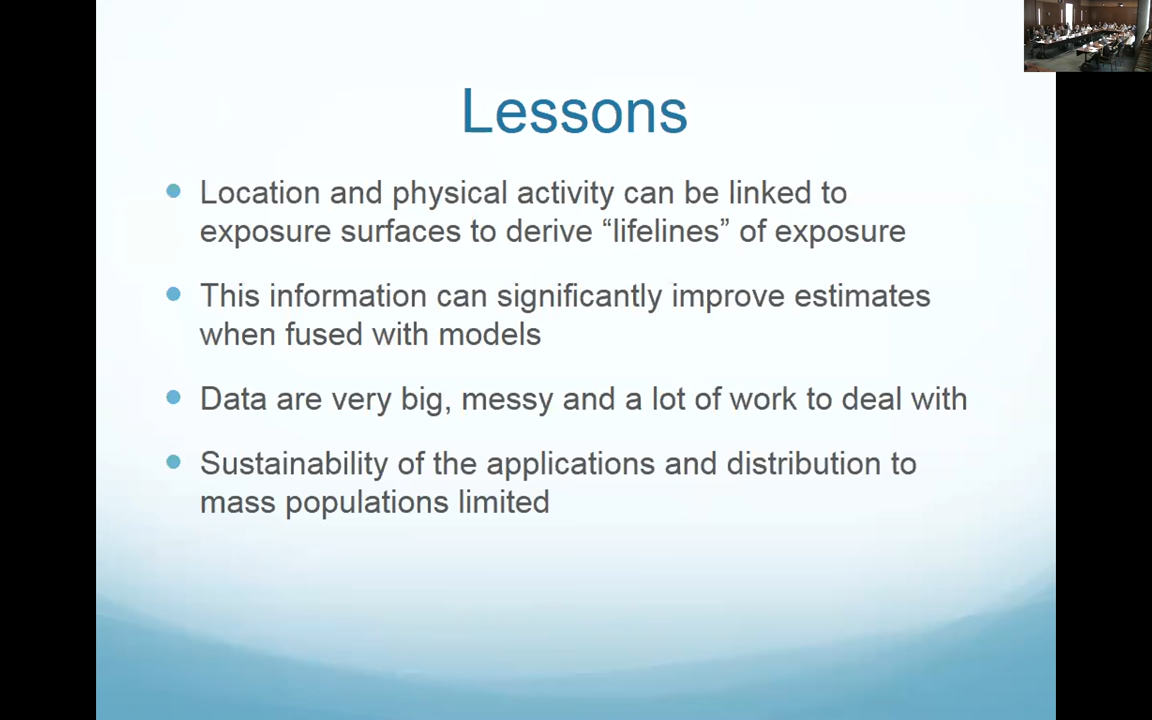 Lessons
Location and physical activity can be linked to
exposure surfaces to derive “lifelines” of exposure
This information can significantly improve estimates
when fused with models
Data are very big, messy and a lot of work to deal with
Sustainability of the applications and distribution to
mass populations limited